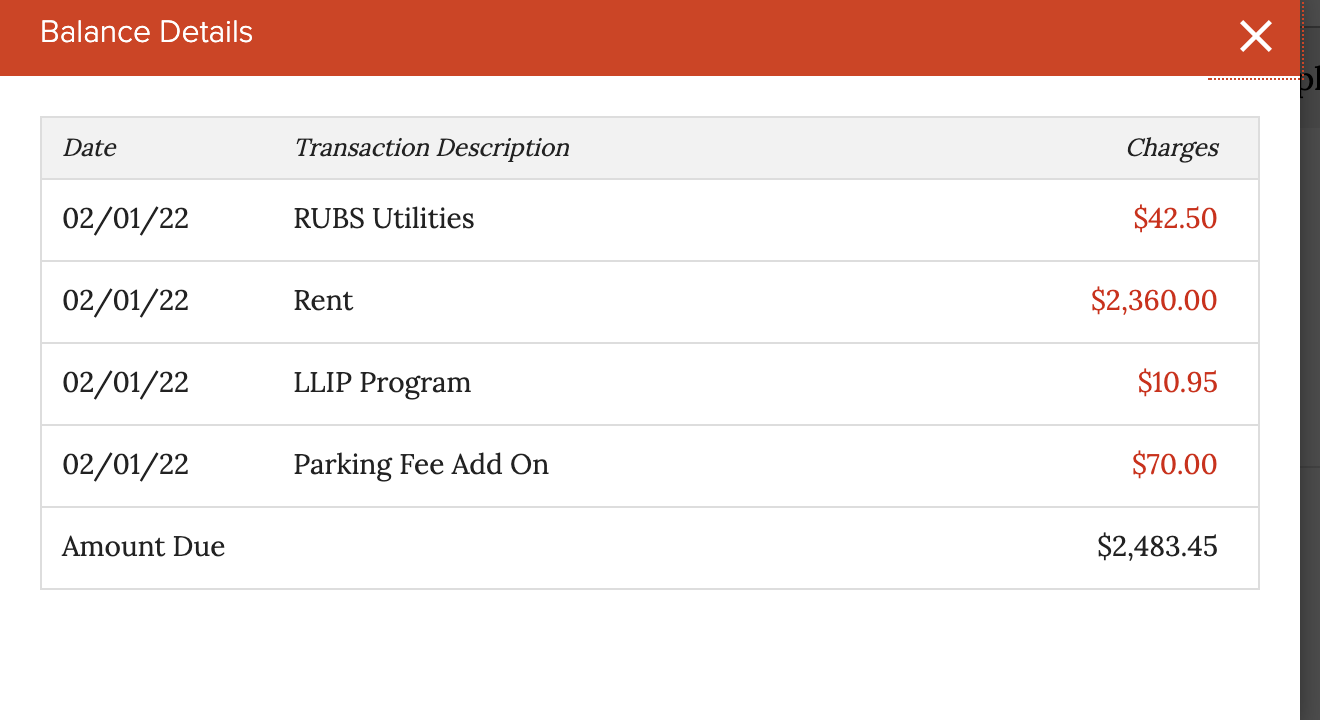 Balance Details
Date Transaction Description Charges
02/01/22 RUBS Utilities $42.50
02/01/22 Rent $2,360.00
02/01/22 LLIP Program $10.95
02/01/22 Parking Fee Add On $70.00
Amount Due $2,483.45